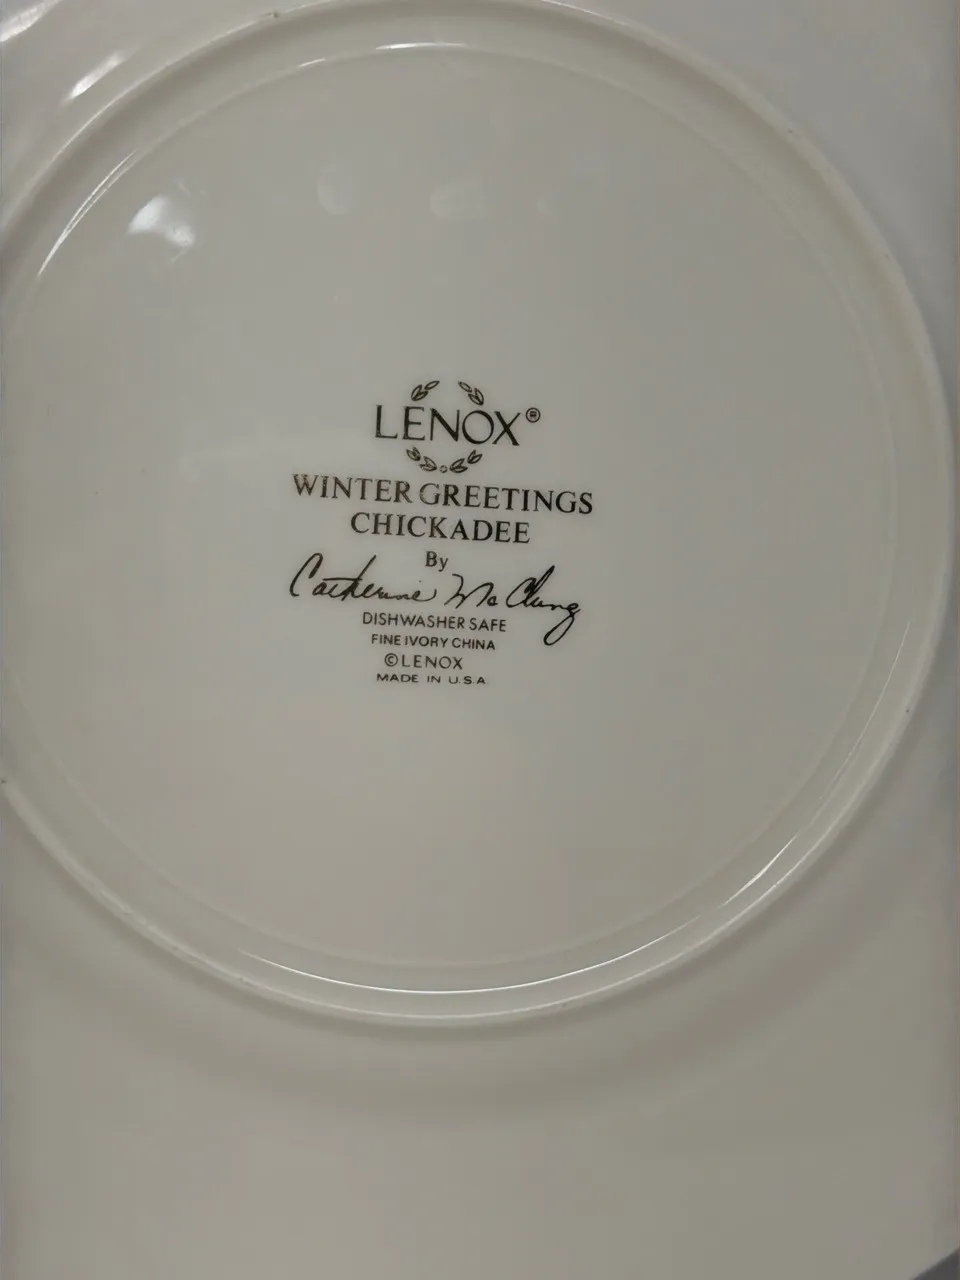 LENOX®
WINTER GREETINGS
CHICKADEE
By
Catherine McClung
DISHWASHER SAFE
FINE IVORY CHINA
©LENOX
MADE IN U.S.A.